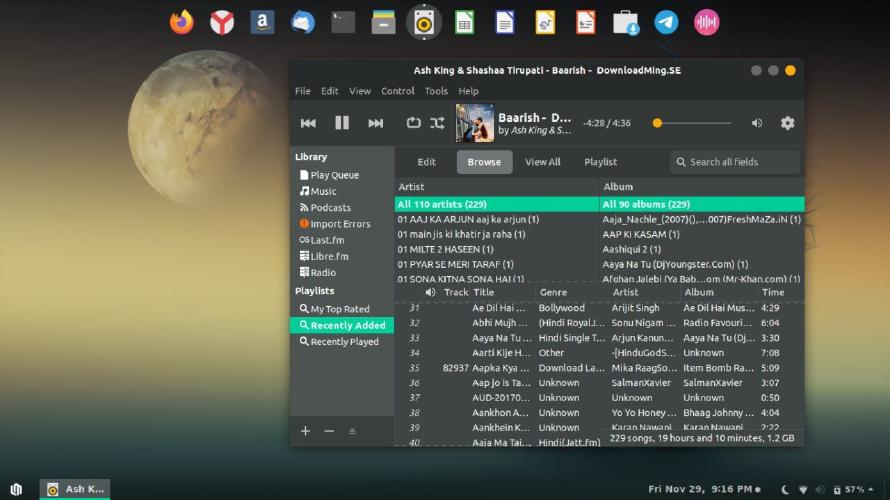 Ash King & Shashaa Tirupati - Baarish - DownloadMing.SE
File Edit View Control Tools Help
Baarish - D...
by Ash King & S...
-4:28 / 4:36
Library
Play Queue
Music
Podcasts
Import Errors
Last.fm
Libre.fm
Radio
Playlists
My Top Rated
Recently Added
Recently Played
Edit Browse View All Playlist Search all fields
Artist Album
All 110 artists (229) All 90 albums (229)
01 AAJ KA ARJUN aaj ka arjun (1) Aaja_Nachle_(2007)(),...007)FreshMaZa.iN (1)
01 main jis ki khatir ja raha (1) AAP KI KASAM (1)
01 MILTE 2 HASEEN (1) Aashiqui 2 (1)
01 PYAR SE MERI TARAF (1) Aaya Na Tu (DjYoungster.Com) (1)
01 SONA KITNA SONA HAI (1) Afghan Jalebi (Ya Bab...om (Mr-Khan.com) (1)
Track Title Genre Artist Album Time
31 Ae Dil Hai ... Bollywood Arijit Singh Ae Dil Hai Mus... 4:29
32 Abhi Mujh ... (Hindi Royal.J... Sonu Nigam ... Radio Favouri... 6:04
33 Aaya Na Tu ... Hindi Single T... Arjun Kanun... Aaya Na Tu (Dj... 3:30
34 Aarti Kije H... Other -[HinduGodS... Unknown 7:08
35 82937 Aapka Kya ... Download La... Mika RaagSo... Item Bomb Ra... 5:09
36 Aap jo is Ta... Unknown SalmanXavier SalmanXavier 3:07
37 AUD-20170... Unknown Unknown Unknown 0:50
38 Aankhon A... Unknown Yo Yo Honey ... Bhaag Johnny ... 4:04
39 Aankhein K... Unknown Karan Nawani Karan Nawani 2:22
40 Aaja Ma Tai... Hindi(Jatt.fm)
229 songs, 19 hours and 10 minutes, 1.2 GB
Ash K...
Fri Nov 29, 9:16 PM
57%